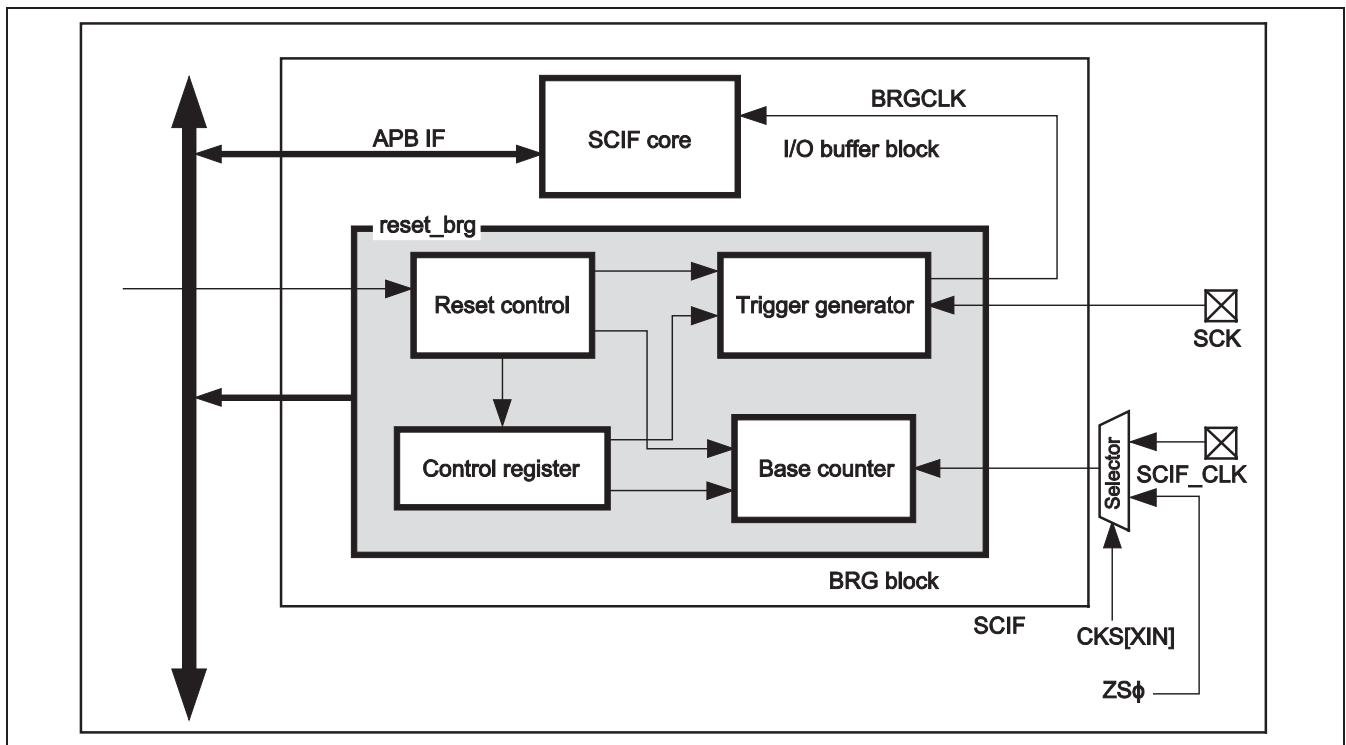 BRGCLK
APB IF
SCIF core
I/O buffer block
reset_brg
Reset control
Trigger generator
SCK
Control register
Base counter
Selector
SCIF_CLK
BRG block
SCIF
CKS[XIN]
ZSϕ